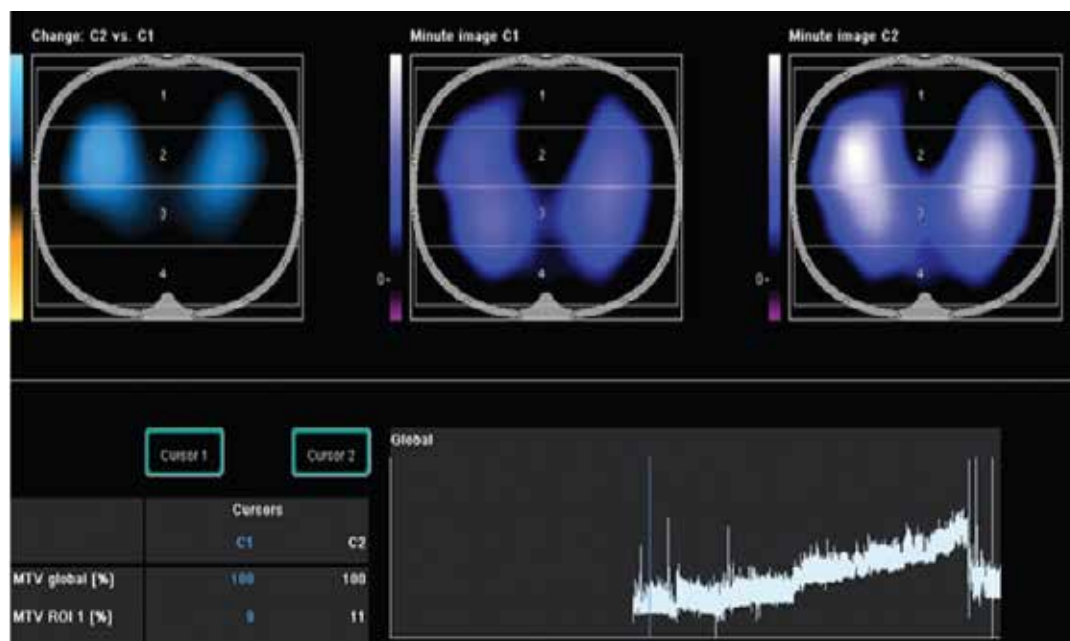 Change: C2 vs. C1
Minute image C1
Minute image C2
1
2
3
4
1
2
3
4
0-
1
2
3
4
0-
Cursor 1
Cursor 2
Global
Cursors
C1 C2
MTV global [%] 100 100
MTV ROI 1 [%] 9 11